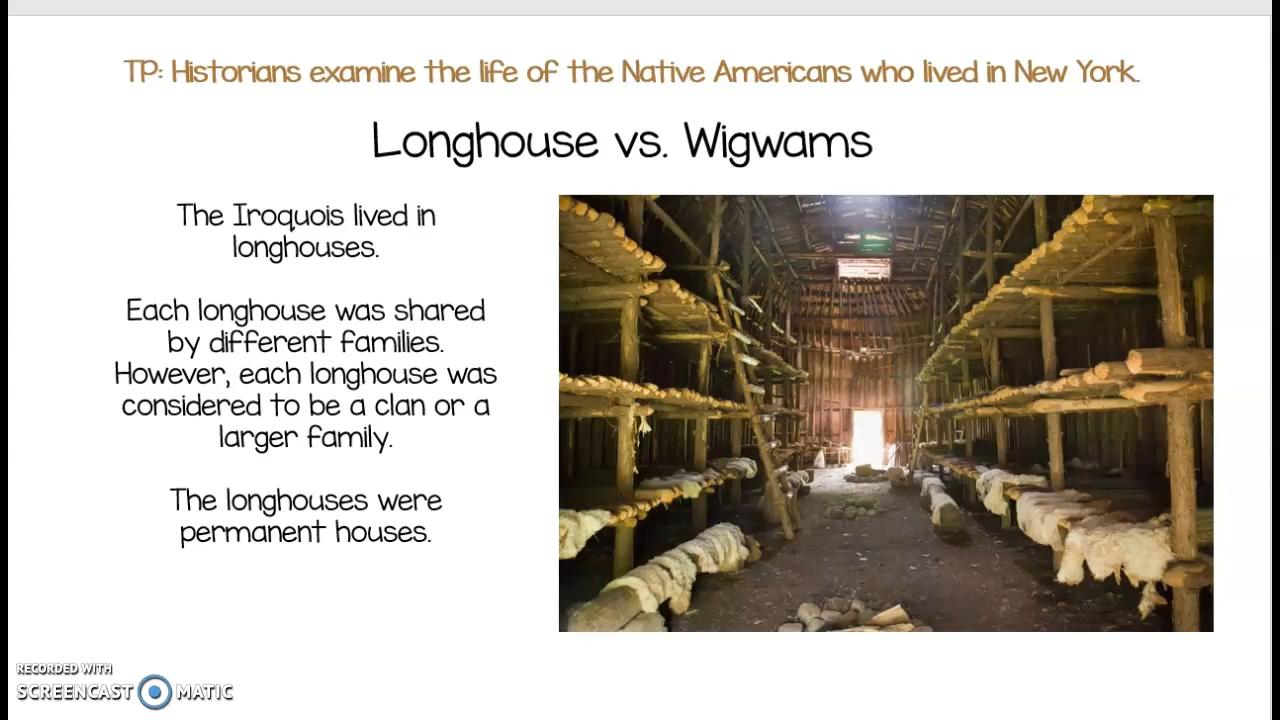 TP: Historians examine the life of the Native Americans who lived in New York.
Longhouse vs. Wigwams
The Iroquois lived in
longhouses.
Each longhouse was shared
by different families.
However, each longhouse was
considered to be a clan or a
larger family.
The longhouses were
permanent houses.
RECORDED WITH
SCREENCAST MATIC